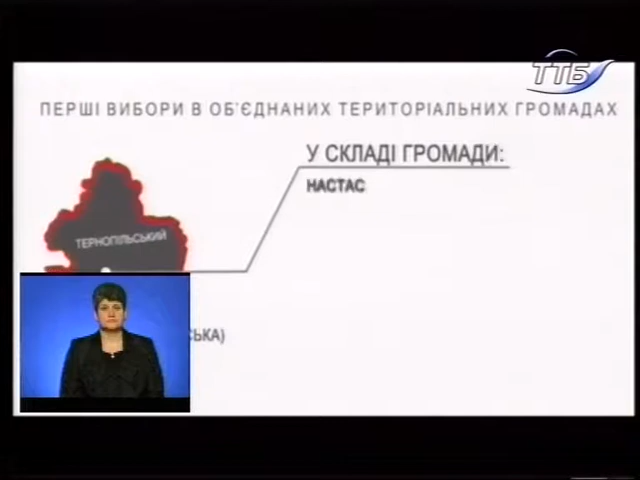 ТТБ
ПЕРШІ ВИБОРИ В ОБ'ЄДНАНИХ ТЕРИТОРІАЛЬНИХ ГРОМАДАХ
У СКЛАДІ ГРОМАДИ:
НАСТАС
ТЕРНОПІЛЬСЬКИЙ
СЬКА)